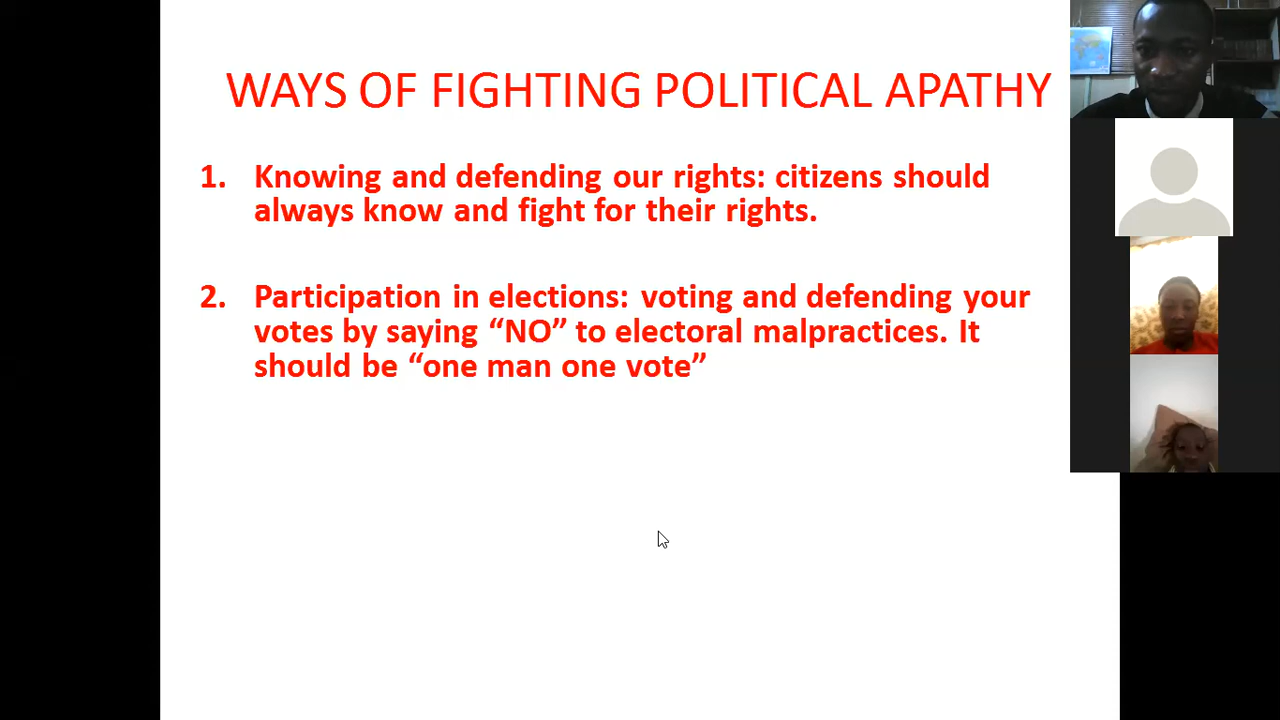 WAYS OF FIGHTING POLITICAL APATHY
1. Knowing and defending our rights: citizens should
always know and fight for their rights.
2. Participation in elections: voting and defending your
votes by saying “NO” to electoral malpractices. It
should be “one man one vote”